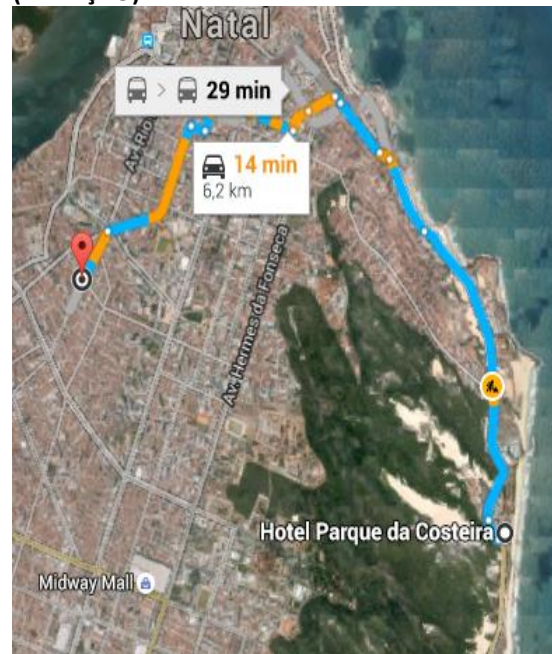 Natal
29 min
14 min
6,2 km
Av. Rio
Av. Hermes da Fonseca
Hotel Parque da Costeira
Midway Mall